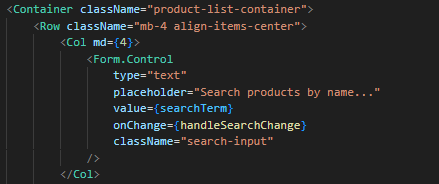 <Container className="product-list-container">
<Row className="mb-4 align-items-center">
<Col md={4}>
<Form.Control
type="text"
placeholder="Search products by name..."
value={searchTerm}
onChange={handleSearchChange}
className="search-input"
/>
</Col>